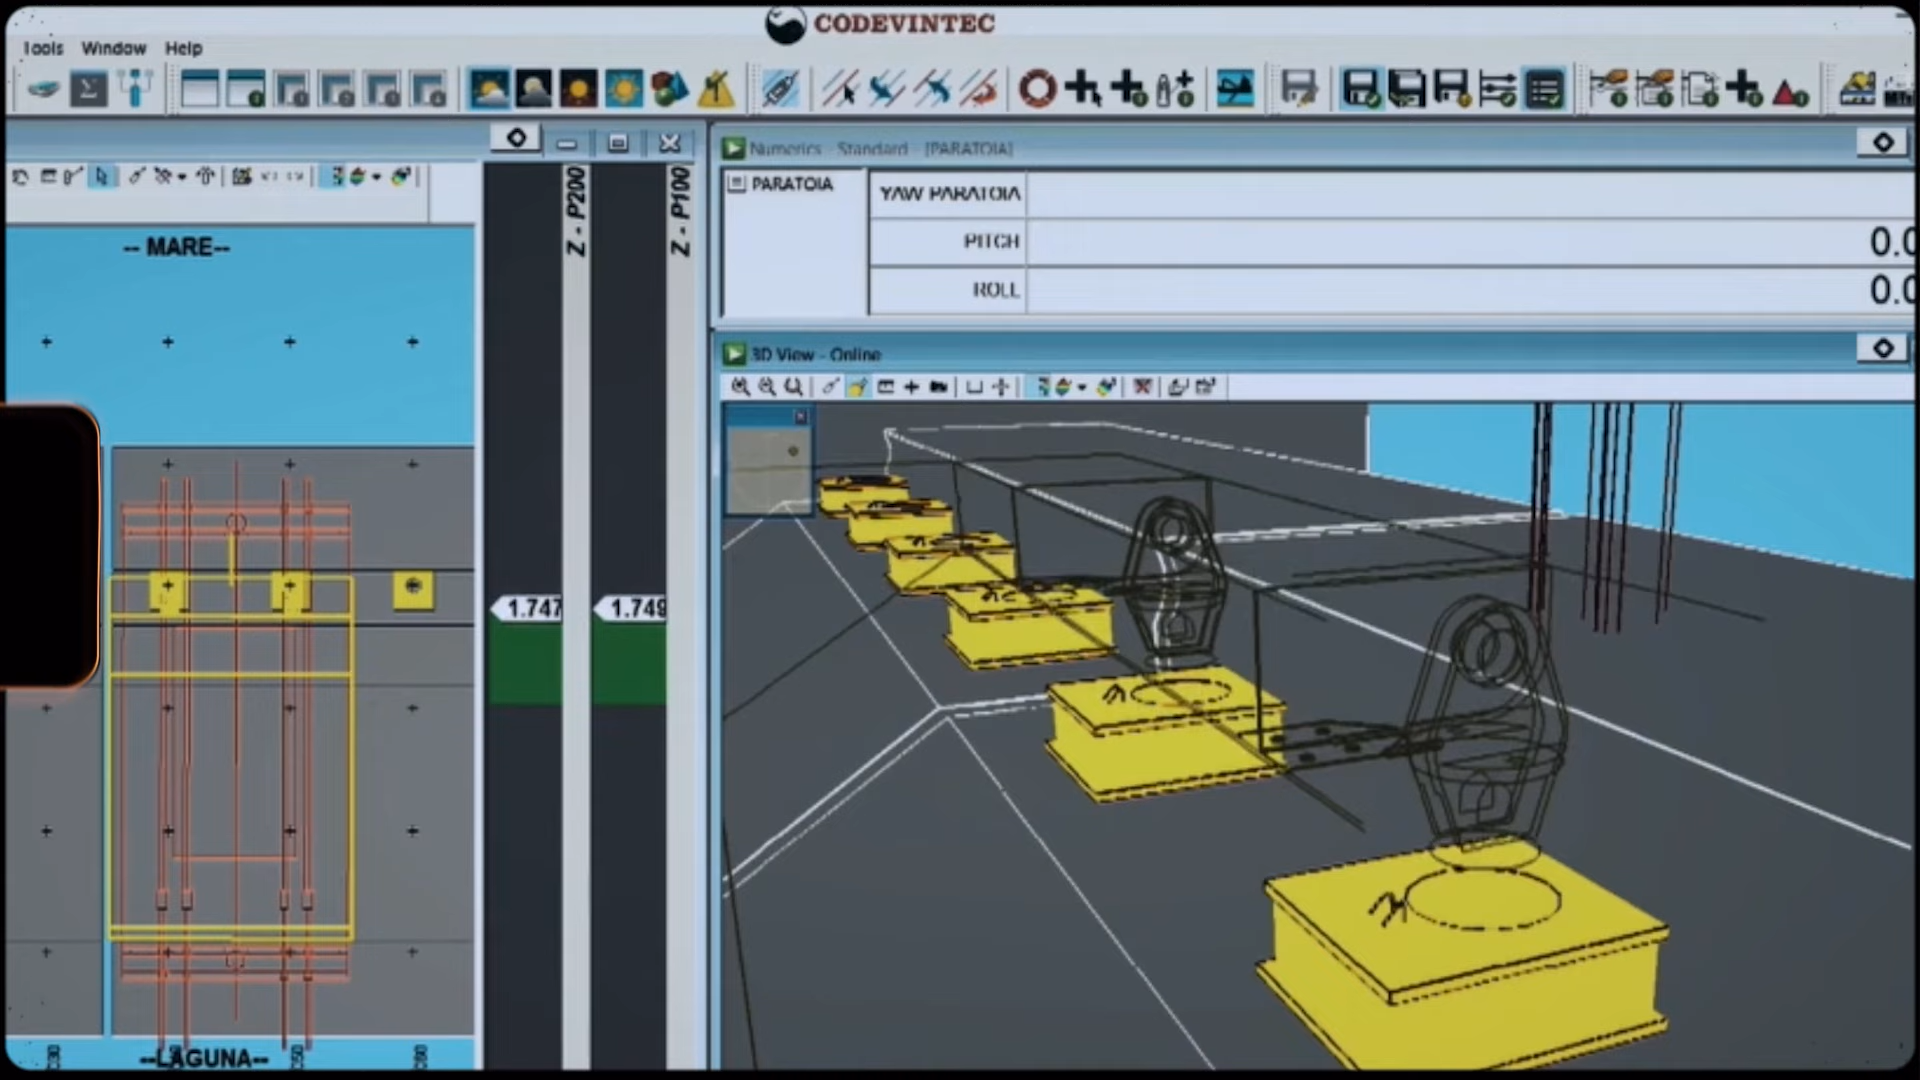 CODEVINTEC
Tools Window Help
Numerics - Standard - [PARATOIA]
PARATOIA
YAW PARATOIA
PITCH
0.0
ROLL
0.0
-- MARE--
Z - P200
Z - P100
3D View - Online
1.747
1.749
--LAGUNA--